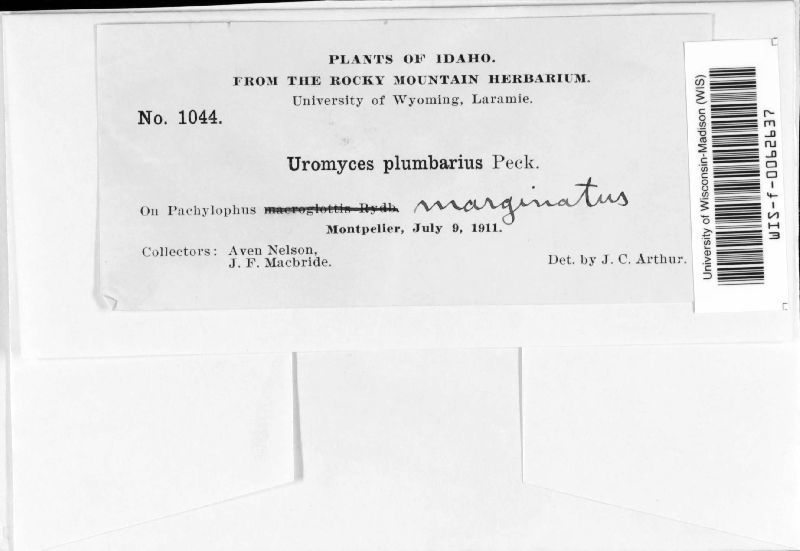 PLANTS OF IDAHO.
FROM THE ROCKY MOUNTAIN HERBARIUM.
University of Wyoming, Laramie.
No. 1044.
Uromyces plumbarius Peck.
On Pachylophus macroglottis Rydb. marginatus
Montpelier, July 9, 1911.
Collectors: Aven Nelson,
J. F. Macbride.
Det. by J. C. Arthur.
University of Wisconsin-Madison (WIS)
WIS-f-0062637